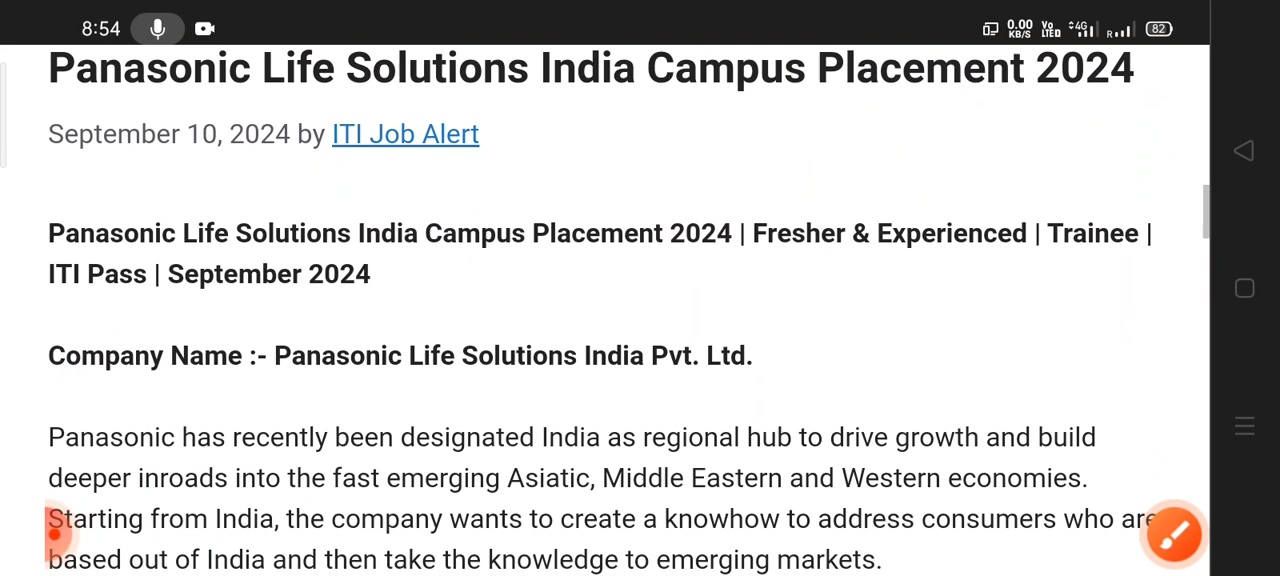 8:54
0.00
KB/S
Vo
LTED
4G
R
82
Panasonic Life Solutions India Campus Placement 2024
September 10, 2024 by ITI Job Alert
Panasonic Life Solutions India Campus Placement 2024 | Fresher & Experienced | Trainee |
ITI Pass | September 2024
Company Name :- Panasonic Life Solutions India Pvt. Ltd.
Panasonic has recently been designated India as regional hub to drive growth and build
deeper inroads into the fast emerging Asiatic, Middle Eastern and Western economies.
Starting from India, the company wants to create a knowhow to address consumers who are
based out of India and then take the knowledge to emerging markets.